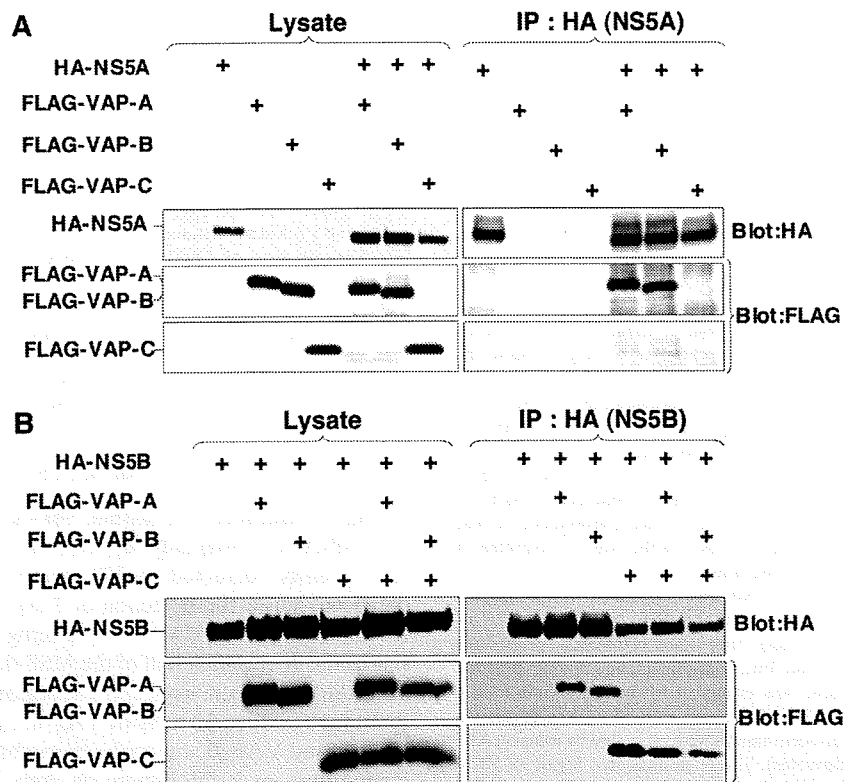 A
Lysate
IP : HA (NS5A)
HA-NS5A + + + + + + + +
FLAG-VAP-A + + + +
FLAG-VAP-B + + + +
FLAG-VAP-C + + + +
HA-NS5A
Blot:HA
FLAG-VAP-A
FLAG-VAP-B
Blot:FLAG
FLAG-VAP-C
B
Lysate
IP : HA (NS5B)
HA-NS5B + + + + + + + + + + + +
FLAG-VAP-A + + + +
FLAG-VAP-B + + + +
FLAG-VAP-C + + + + + +
HA-NS5B
Blot:HA
FLAG-VAP-A
FLAG-VAP-B
Blot:FLAG
FLAG-VAP-C